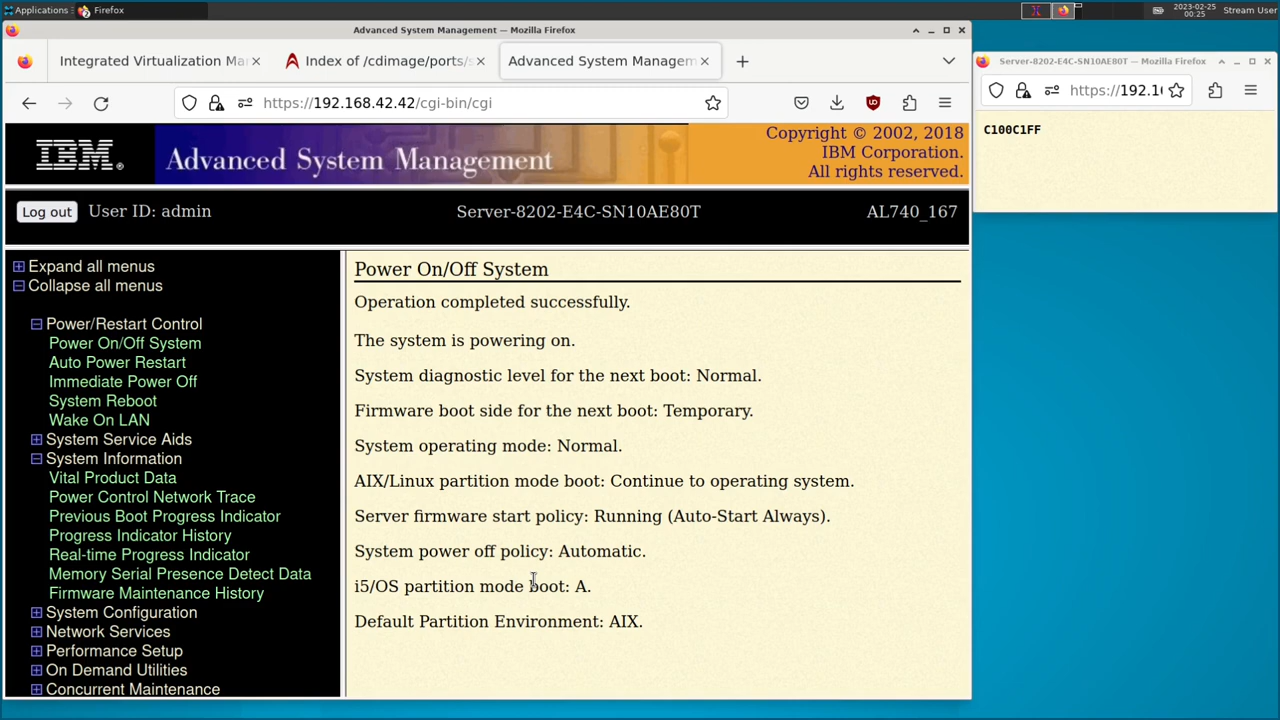 Applications
Firefox
2023-02-25
00:25
Stream User
Advanced System Management — Mozilla Firefox
Integrated Virtualization Ma
Index of /cdimage/ports/s
Advanced System Managem
https://192.168.42.42/cgi-bin/cgi
IBM
Advanced System Management
Copyright © 2002, 2018
IBM Corporation.
All rights reserved.
Log out
User ID: admin
Server-8202-E4C-SN10AE80T
AL740_167
Expand all menus
Collapse all menus
Power/Restart Control
Power On/Off System
Auto Power Restart
Immediate Power Off
System Reboot
Wake On LAN
System Service Aids
System Information
Vital Product Data
Power Control Network Trace
Previous Boot Progress Indicator
Progress Indicator History
Real-time Progress Indicator
Memory Serial Presence Detect Data
Firmware Maintenance History
System Configuration
Network Services
Performance Setup
On Demand Utilities
Concurrent Maintenance
Power On/Off System
Operation completed successfully.
The system is powering on.
System diagnostic level for the next boot: Normal.
Firmware boot side for the next boot: Temporary.
System operating mode: Normal.
AIX/Linux partition mode boot: Continue to operating system.
Server firmware start policy: Running (Auto-Start Always).
System power off policy: Automatic.
i5/OS partition mode boot: A.
Default Partition Environment: AIX.
Server-8202-E4C-SN10AE80T — Mozilla Firefox
https://192.1
C100C1FF